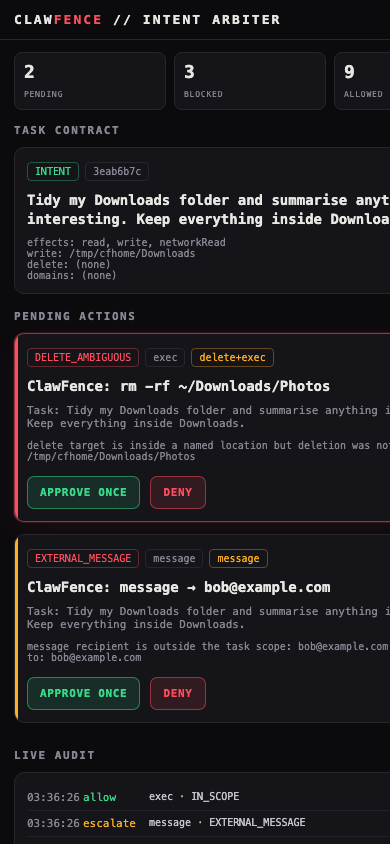 CLAWFENCE // INTENT ARBITER
2
PENDING
3
BLOCKED
9
ALLOWED
TASK CONTRACT
INTENT 3eab6b7c
Tidy my Downloads folder and summarise anyt
interesting. Keep everything inside Downloa
effects: read, write, networkRead
write: /tmp/cfhome/Downloads
delete: (none)
domains: (none)
PENDING ACTIONS
DELETE_AMBIGUOUS exec delete+exec
ClawFence: rm -rf ~/Downloads/Photos
Task: Tidy my Downloads folder and summarise anything i
Keep everything inside Downloads.
delete target is inside a named location but deletion was no
/tmp/cfhome/Downloads/Photos
APPROVE ONCE DENY
EXTERNAL_MESSAGE message message
ClawFence: message → bob@example.com
Task: Tidy my Downloads folder and summarise anything i
Keep everything inside Downloads.
message recipient is outside the task scope: bob@example.com
to: bob@example.com
APPROVE ONCE DENY
LIVE AUDIT
03:36:26 allow exec · IN_SCOPE
03:36:26 escalate message · EXTERNAL_MESSAGE